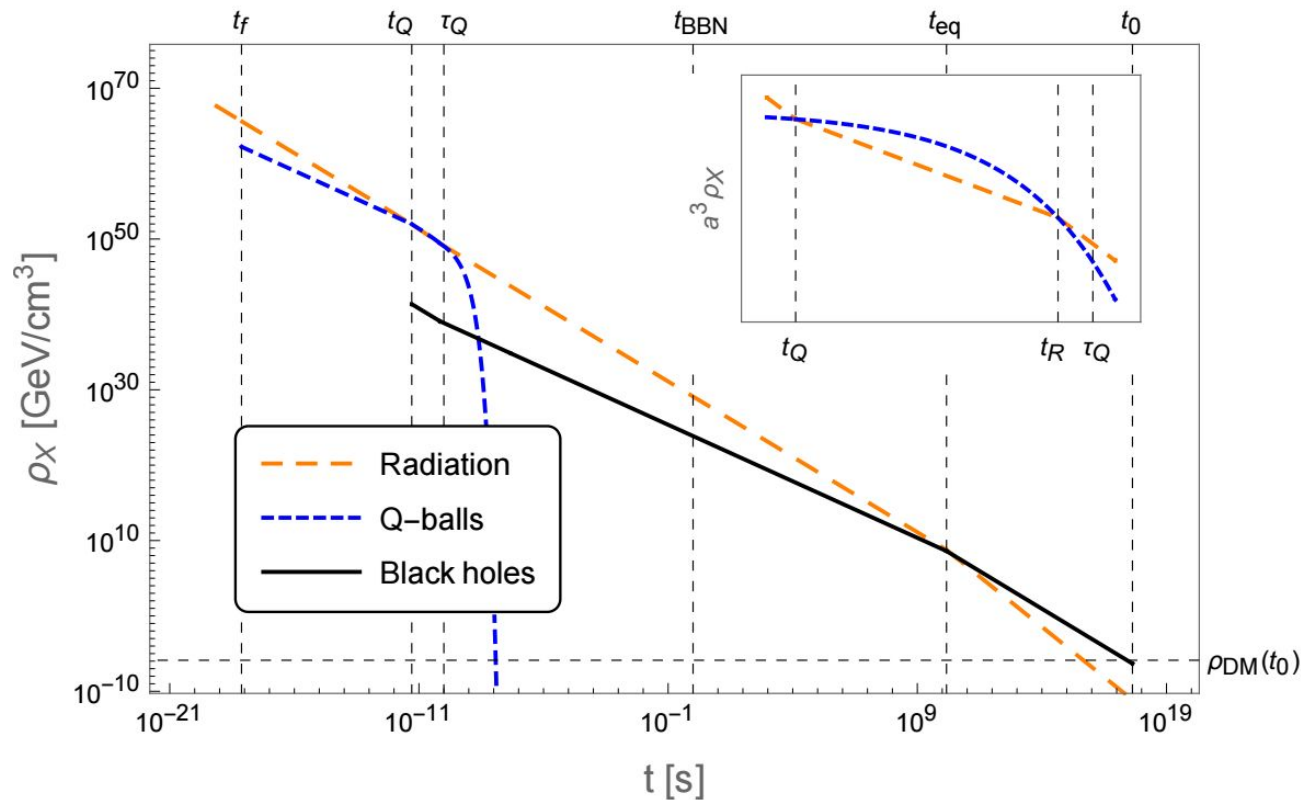 t_f t_Q τ_Q t_BBN t_eq t_0
10^70
10^50
10^30
10^10
10^-10
ρ_X [GeV/cm^3]
a^3 ρ_X
t_Q t_R τ_Q
Radiation
Q-balls
Black holes
ρ_DM(t_0)
10^-21 10^-11 10^-1 10^9 10^19
t [s]